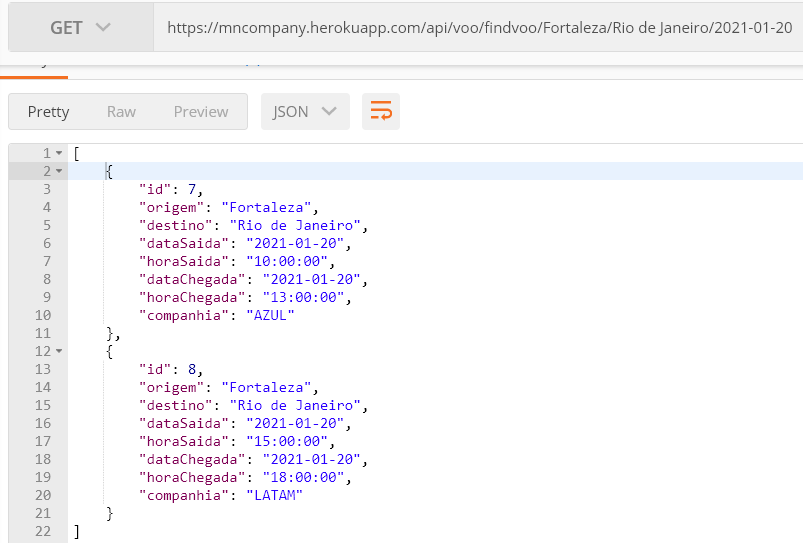 GET https://mncompany.herokuapp.com/api/voo/findvoo/Fortaleza/Rio de Janeiro/2021-01-20
Pretty Raw Preview JSON
1 [
2 {
3 "id": 7,
4 "origem": "Fortaleza",
5 "destino": "Rio de Janeiro",
6 "dataSaida": "2021-01-20",
7 "horaSaida": "10:00:00",
8 "dataChegada": "2021-01-20",
9 "horaChegada": "13:00:00",
10 "companhia": "AZUL"
11 },
12 {
13 "id": 8,
14 "origem": "Fortaleza",
15 "destino": "Rio de Janeiro",
16 "dataSaida": "2021-01-20",
17 "horaSaida": "15:00:00",
18 "dataChegada": "2021-01-20",
19 "horaChegada": "18:00:00",
20 "companhia": "LATAM"
21 }
22 ]